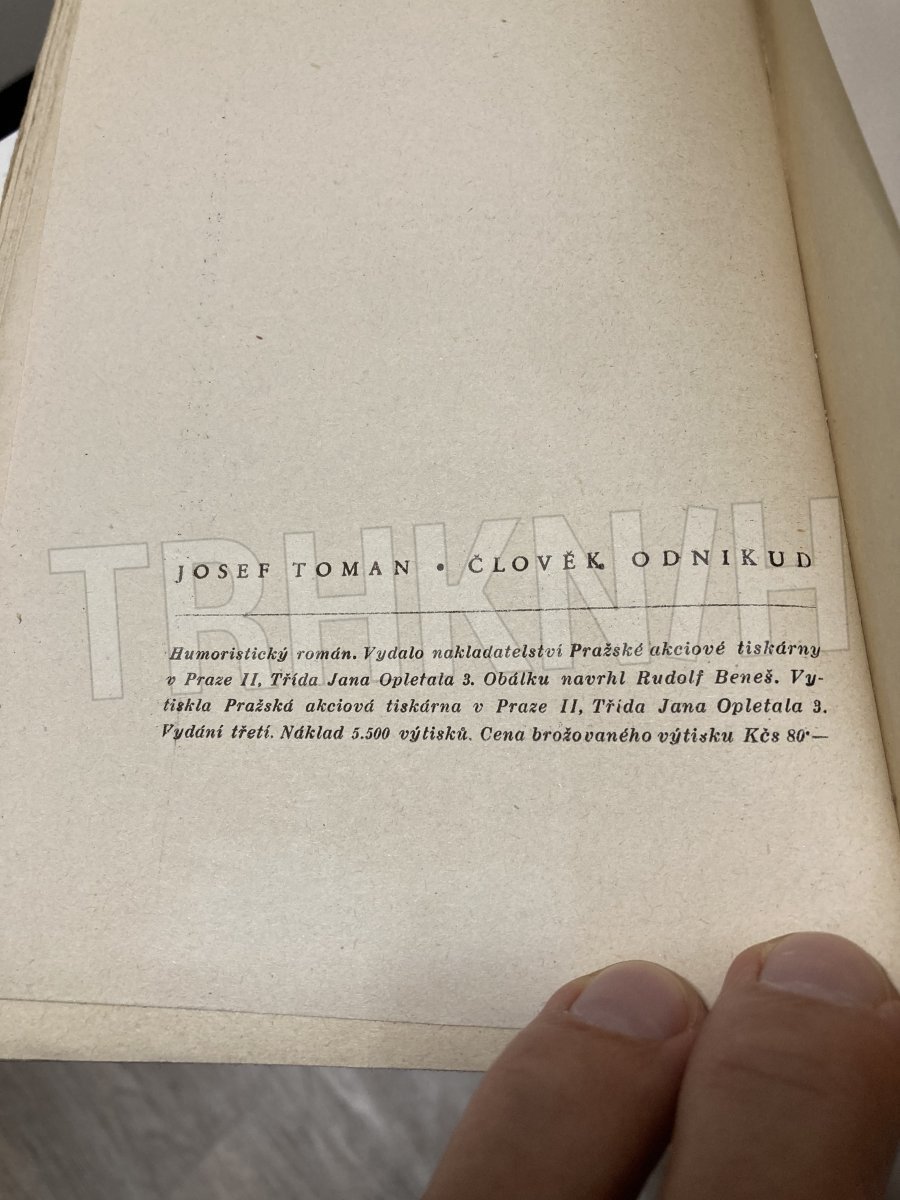 JOSEF TOMAN • ČLOVĚK ODNIKUD
Humoristický román. Vydalo nakladatelství Pražské akciové tiskárny
v Praze II, Třída Jana Opletala 3. Obálku navrhl Rudolf Beneš. Vy-
tiskla Pražská akciová tiskárna v Praze II, Třída Jana Opletala 3.
Vydání třetí. Náklad 5.500 výtisků. Cena brožovaného výtisku Kčs 80·—
TRHKN/H